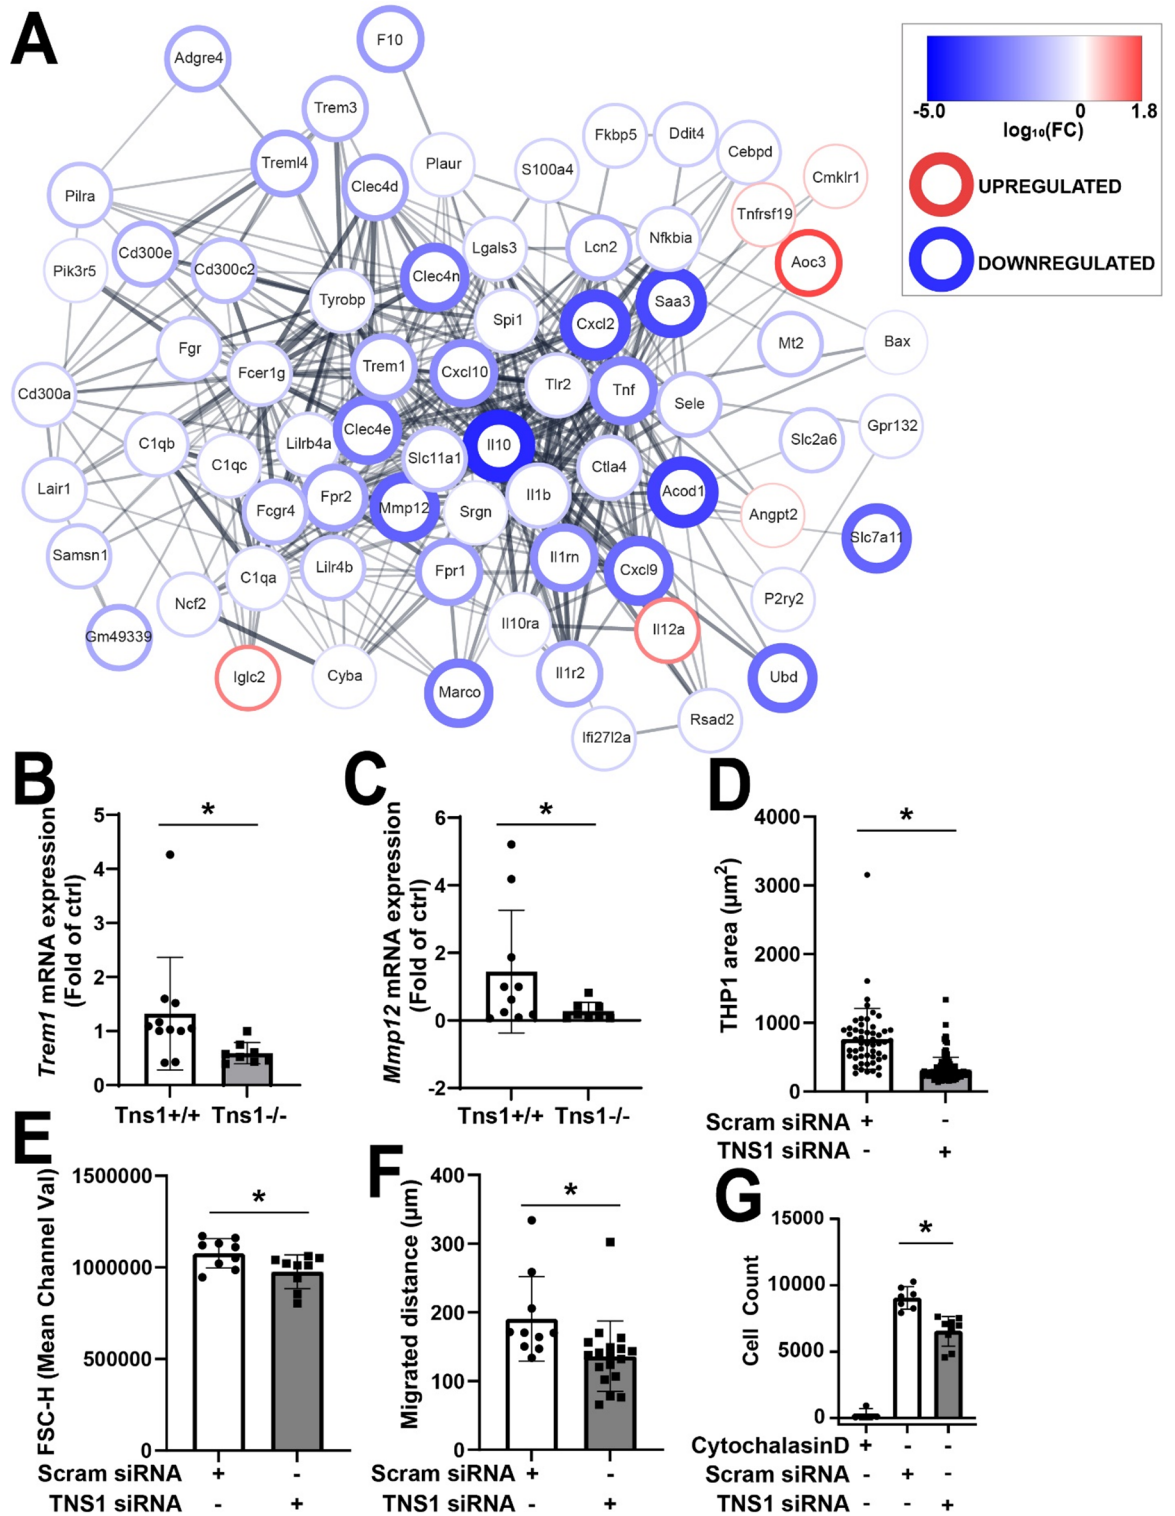 A
F10
Adgre4
Trem3
Treml4
Plaur
Clec4d
Fkbp5
Ddit4
Cebpd
S100a4
Cmklr1
Tnfrsf19
Pilra
Cd300e
Cd300c2
Pik3r5
Lgals3
Lcn2
Nfkbia
Aoc3
Clec4n
Tyrobp
Saa3
Spi1
Cxcl2
Mt2
Bax
Fgr
Fcer1g
Trem1
Cxcl10
Tlr2
Tnf
Sele
Cd300a
C1qb
Lilrb4a
Clec4e
Il10
Slc2a6
Gpr132
C1qc
Slc11a1
Ctla4
Lair1
Fcgr4
Fpr2
Mmp12
Srgn
Il1b
Acod1
Angpt2
Slc7a11
Samsn1
C1qa
Lilr4b
Fpr1
Il1rn
Cxcl9
Ncf2
P2ry2
Gm49339
Il10ra
Il12a
Iglc2
Cyba
Marco
Il1r2
Ubd
Ifi27l2a
Rsad2
-5.0 0 1.8
log₁₀(FC)
UPREGULATED
DOWNREGULATED
B
Trem1 mRNA expression
(Fold of ctrl)
5
4
3
2
1
0
*
Tns1+/+ Tns1-/-
C
Mmp12 mRNA expression
(Fold of ctrl)
6
4
2
0
-2
*
Tns1+/+ Tns1-/-
D
THP1 area (µm²)
4000
3000
2000
1000
0
*
Scram siRNA + -
TNS1 siRNA - +
E
FSC-H (Mean Channel Val)
1500000
1000000
500000
0
*
Scram siRNA + -
TNS1 siRNA - +
F
Migrated distance (µm)
400
300
200
100
0
*
Scram siRNA + -
TNS1 siRNA - +
G
Cell Count
15000
10000
5000
0
*
CytochalasinD + - -
Scram siRNA - + -
TNS1 siRNA - - +